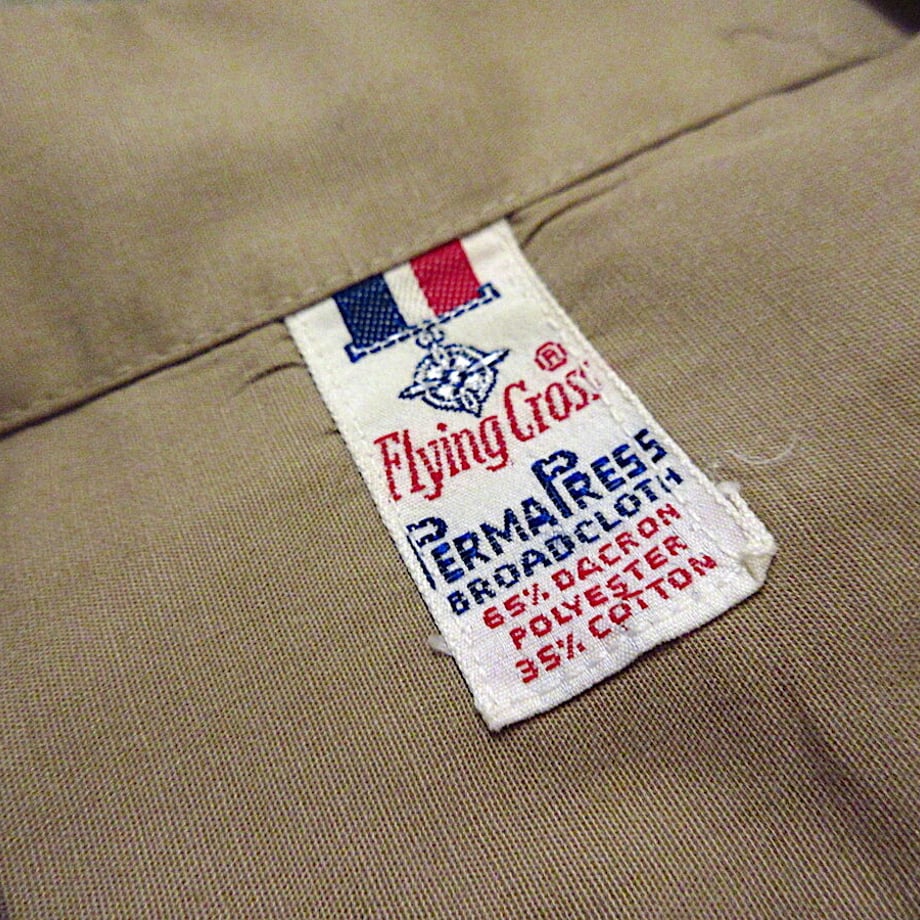 ®
Flying Cross
PERMAPRESS
BROADCLOTH
65% DACRON
POLYESTER
35% COTTON